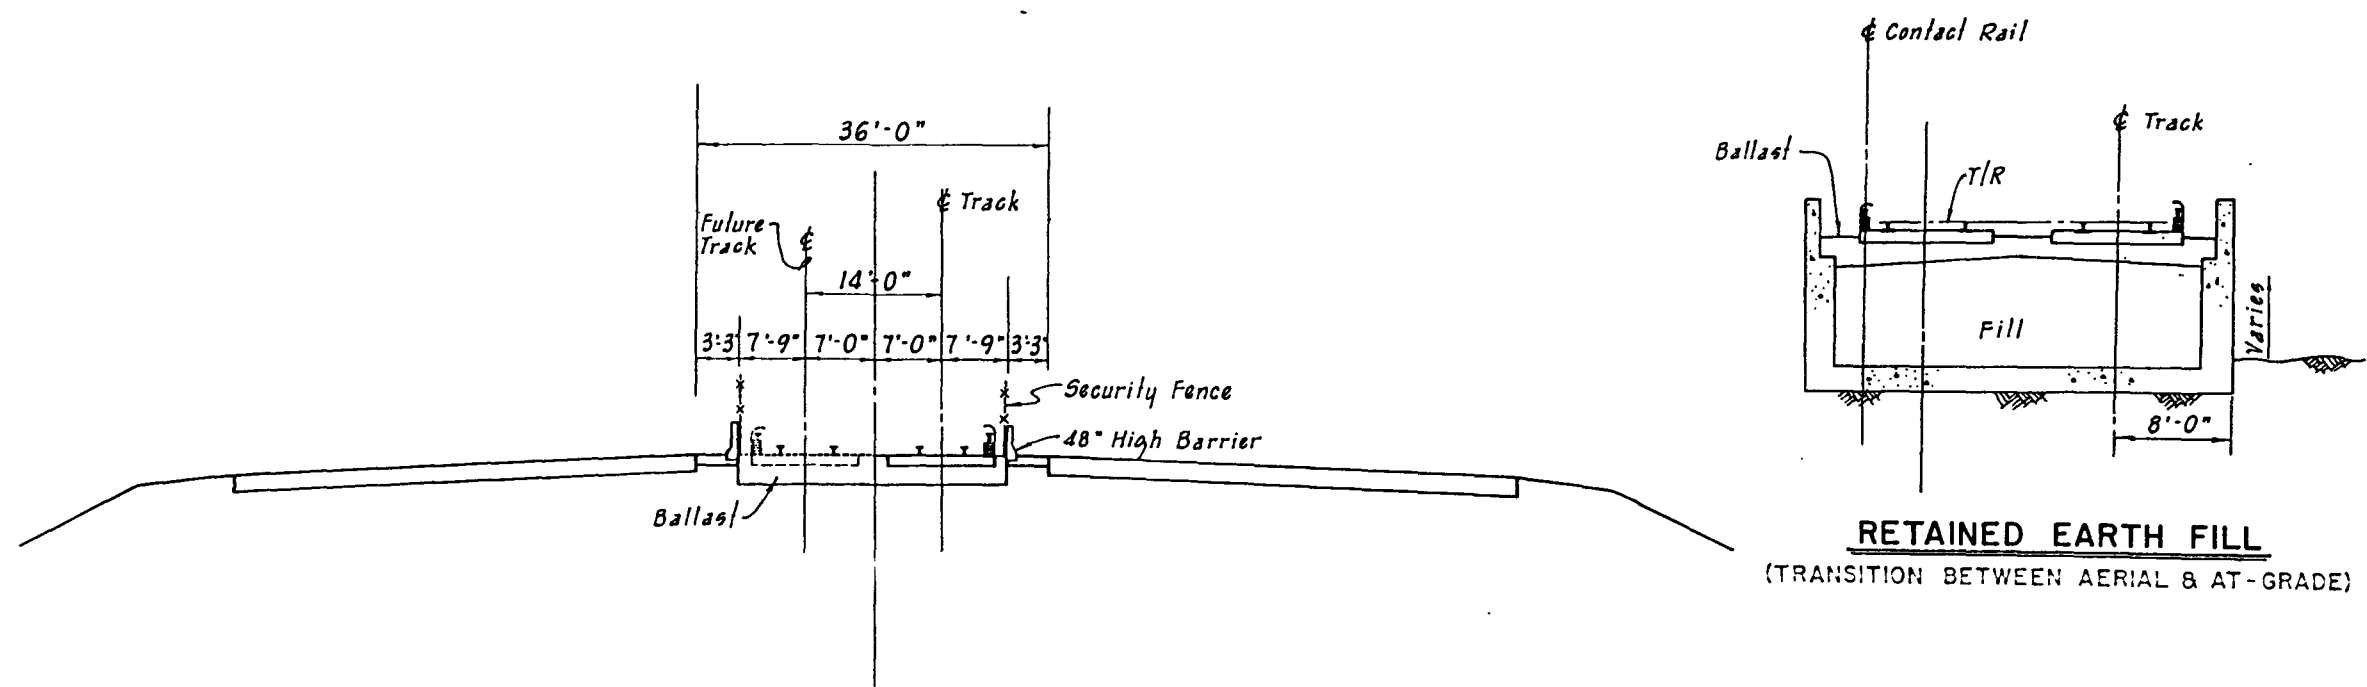 36'-0"
℄ Track
Future
Track
℄
14'-0"
3'-3" 7'-9" 7'-0" 7'-0" 7'-9" 3'-3"
Security Fence
48" High Barrier
Ballast
℄ Contact Rail
℄ Track
Ballast
T/R
Fill
Varies
8'-0"
RETAINED EARTH FILL
(TRANSITION BETWEEN AERIAL & AT-GRADE)